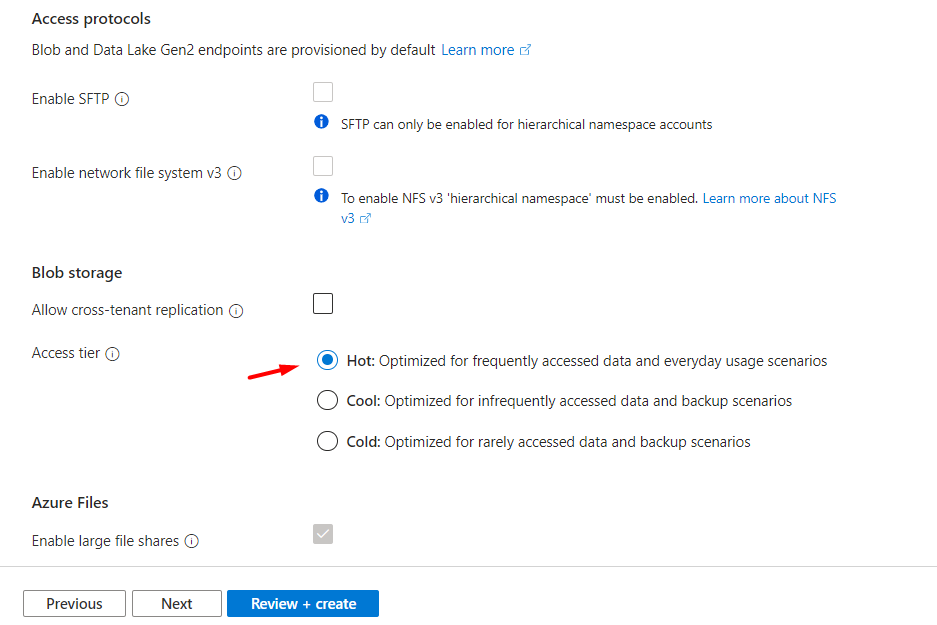 Access protocols
Blob and Data Lake Gen2 endpoints are provisioned by default Learn more
Enable SFTP
SFTP can only be enabled for hierarchical namespace accounts
Enable network file system v3
To enable NFS v3 'hierarchical namespace' must be enabled. Learn more about NFS
v3
Blob storage
Allow cross-tenant replication
Access tier
Hot: Optimized for frequently accessed data and everyday usage scenarios
Cool: Optimized for infrequently accessed data and backup scenarios
Cold: Optimized for rarely accessed data and backup scenarios
Azure Files
Enable large file shares
Previous
Next
Review + create